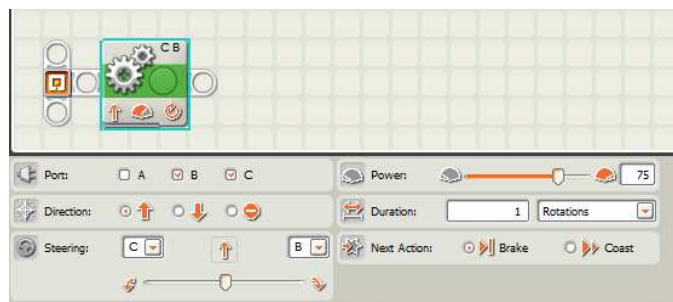 C B
Port: A B C
Power: 75
Direction:
Duration: 1 Rotations
Steering: C B
Next Action: Brake Coast